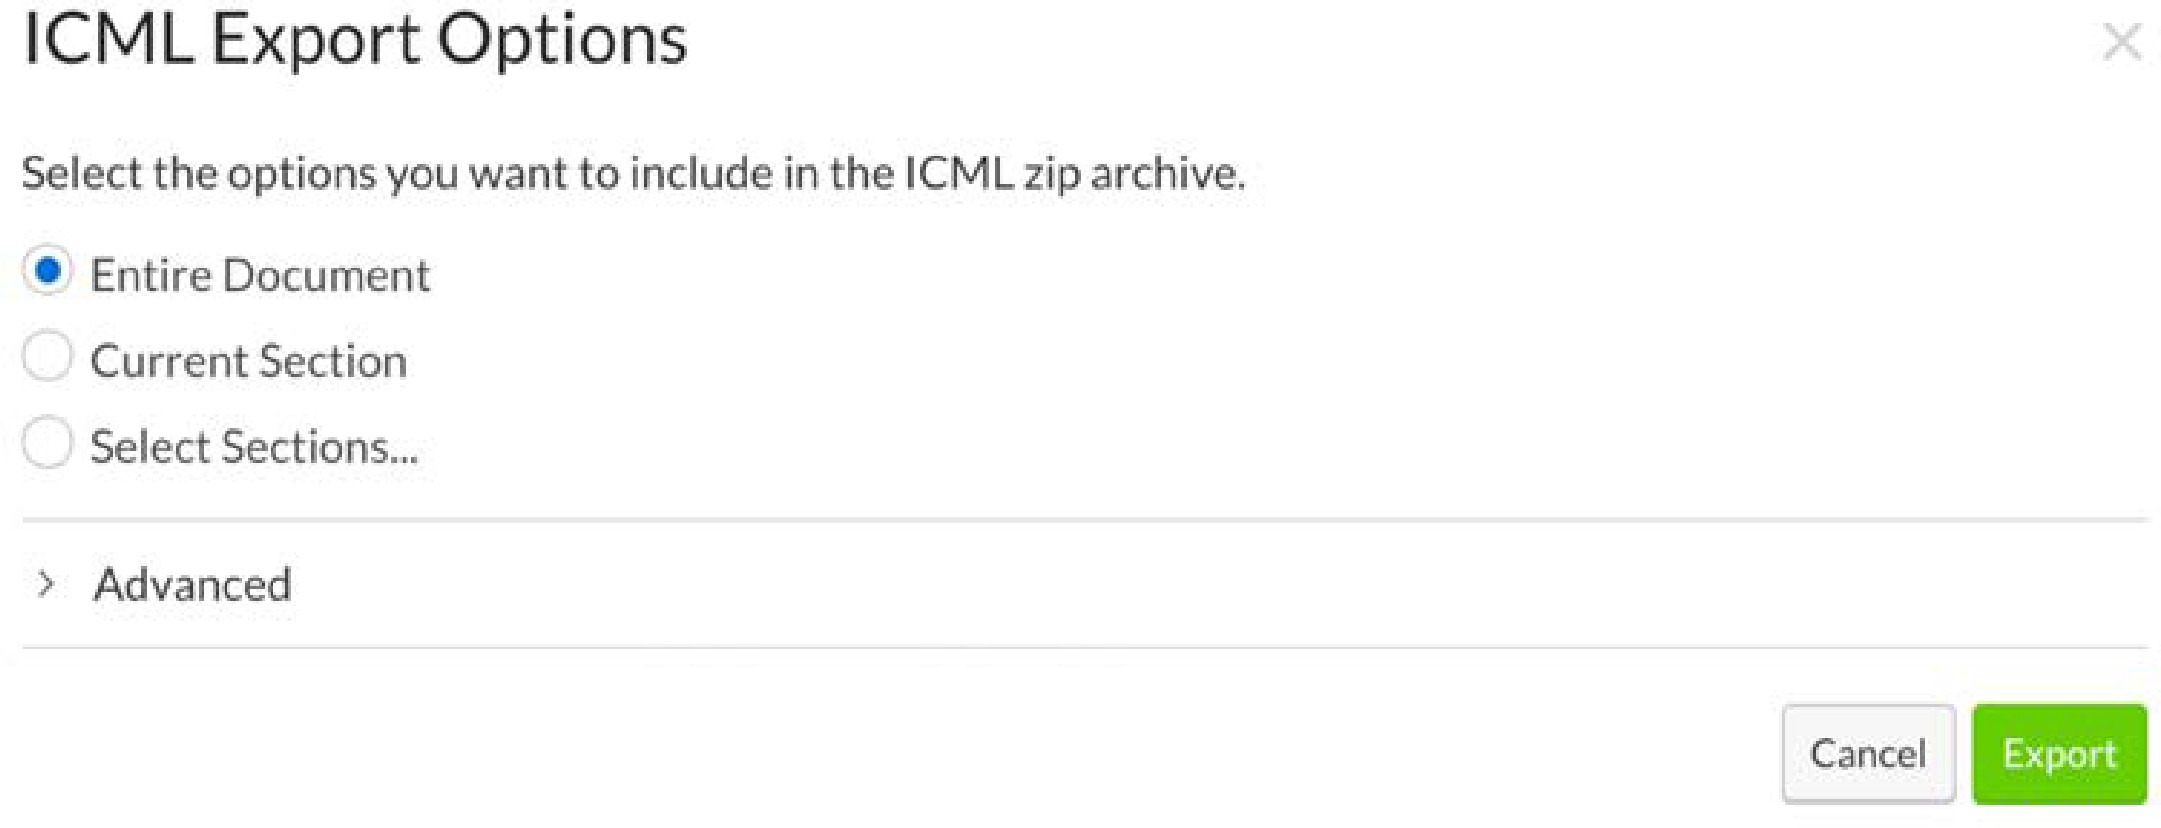 ICML Export Options
Select the options you want to include in the ICML zip archive.
Entire Document
Current Section
Select Sections...
Advanced
Cancel Export